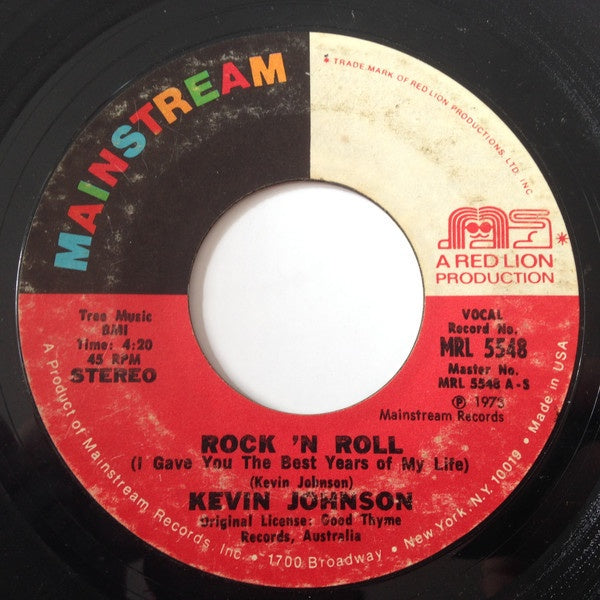 MAINSTREAM
* TRADE MARK OF RED LION PRODUCTIONS, LTD. INC.
A RED LION
PRODUCTION
Tree Music
BMI
Time: 4:20
45 RPM
STEREO
VOCAL
Record No.
MRL 5548
Master No.
MRL 5548 A-S
℗ 1973
Mainstream Records
ROCK 'N ROLL
(I Gave You The Best Years of My Life)
(Kevin Johnson)
KEVIN JOHNSON
Original License: Good Thyme
Records, Australia
A Product of Mainstream Records, Inc. • 1700 Broadway • New York, N.Y. 10019 • Made in USA